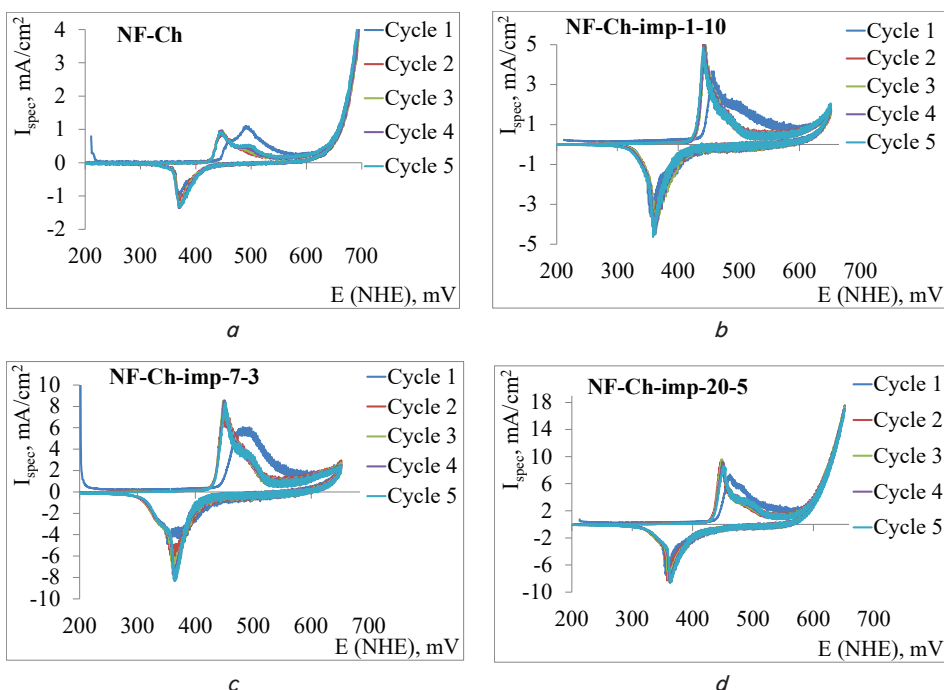 NF-Ch
I_spec, mA/cm²
4
3
2
1
0
-1
-2
200 300 400 500 600 700
E (NHE), mV
Cycle 1
Cycle 2
Cycle 3
Cycle 4
Cycle 5
a
NF-Ch-imp-1-10
I_spec, mA/cm²
5
3
1
-1
-3
-5
200 300 400 500 600 700
E (NHE), mV
Cycle 1
Cycle 2
Cycle 3
Cycle 4
Cycle 5
b
NF-Ch-imp-7-3
I_spec, mA/cm²
10
8
6
4
2
0
-2
-4
-6
-8
-10
200 300 400 500 600 700
E (NHE), mV
Cycle 1
Cycle 2
Cycle 3
Cycle 4
Cycle 5
c
NF-Ch-imp-20-5
I_spec, mA/cm²
18
14
10
6
2
-2
-6
-10
200 300 400 500 600 700
E (NHE), mV
Cycle 1
Cycle 2
Cycle 3
Cycle 4
Cycle 5
d